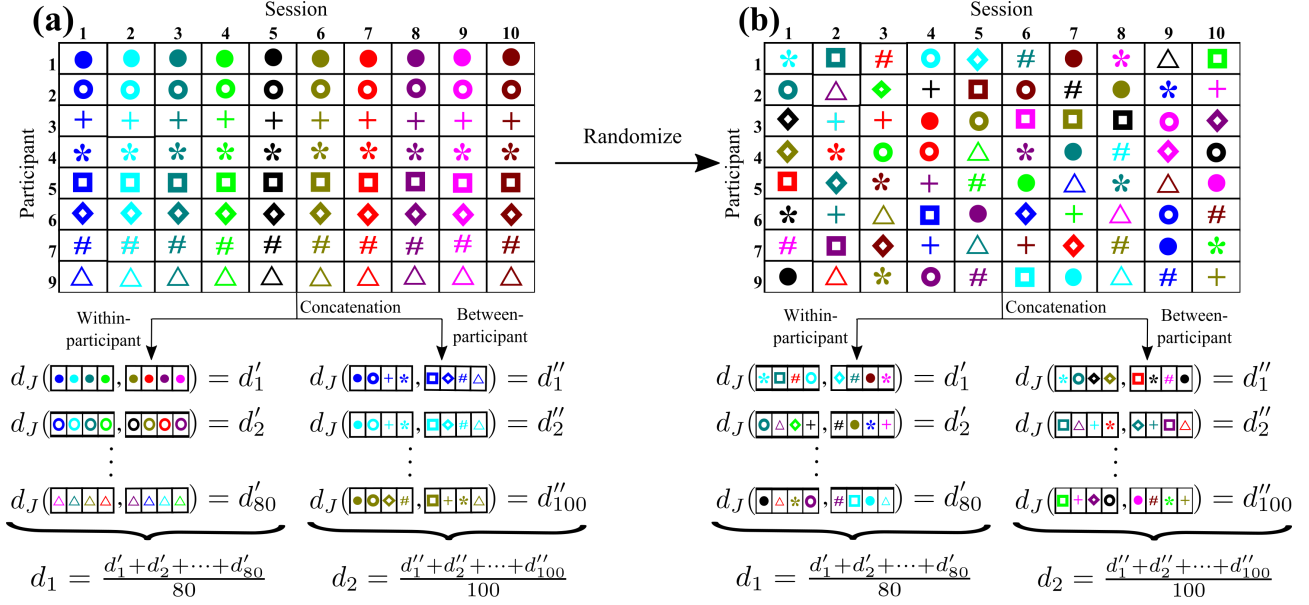 (a)
Session
1 2 3 4 5 6 7 8 9 10
Participant
1
2
3
4
5
6
7
9
Randomize
(b)
Session
1 2 3 4 5 6 7 8 9 10
Participant
1
2
3
4
5
6
7
9
Concatenation
Within-
participant
Between-
participant
d_J( , ) = d′_1
d_J( , ) = d′_2
d_J( , ) = d′_80
d_1 = (d′_1+d′_2+⋯+d′_80)/80
d_J( , ) = d″_1
d_J( , ) = d″_2
d_J( , ) = d″_100
d_2 = (d″_1+d″_2+⋯+d″_100)/100
Concatenation
Within-
participant
Between-
participant
d_J( , ) = d′_1
d_J( , ) = d′_2
d_J( , ) = d′_80
d_1 = (d′_1+d′_2+⋯+d′_80)/80
d_J( , ) = d″_1
d_J( , ) = d″_2
d_J( , ) = d″_100
d_2 = (d″_1+d″_2+⋯+d″_100)/100